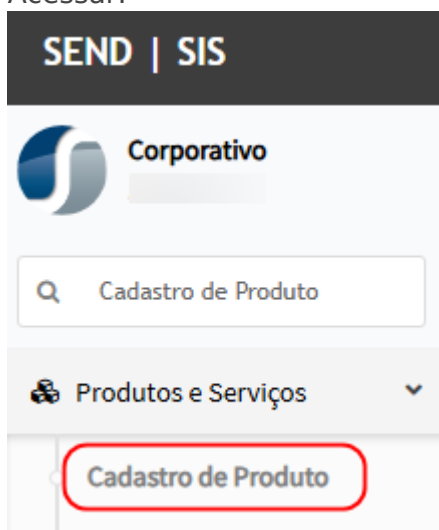 Acessar:
SEND | SIS
Corporativo
Cadastro de Produto
Produtos e Serviços
Cadastro de Produto